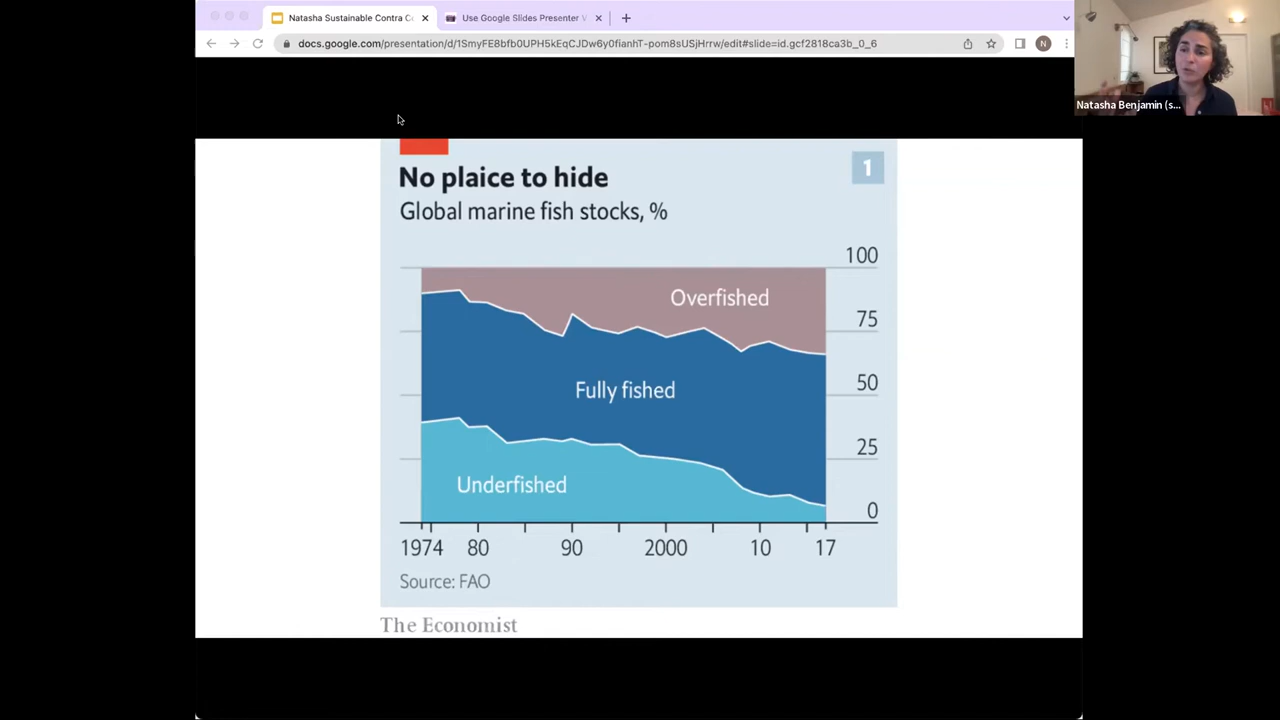 Natasha Sustainable Contra C
Use Google Slides Presenter V
docs.google.com/presentation/d/1SmyFE8bfb0UPH5kEqCJDw6y0fianhT-pom8sUSjHrrw/edit#slide=id.gcf2818ca3b_0_6
N
Natasha Benjamin (s...
No plaice to hide
1
Global marine fish stocks, %
100
Overfished
75
Fully fished
50
25
Underfished
0
1974 80 90 2000 10 17
Source: FAO
The Economist